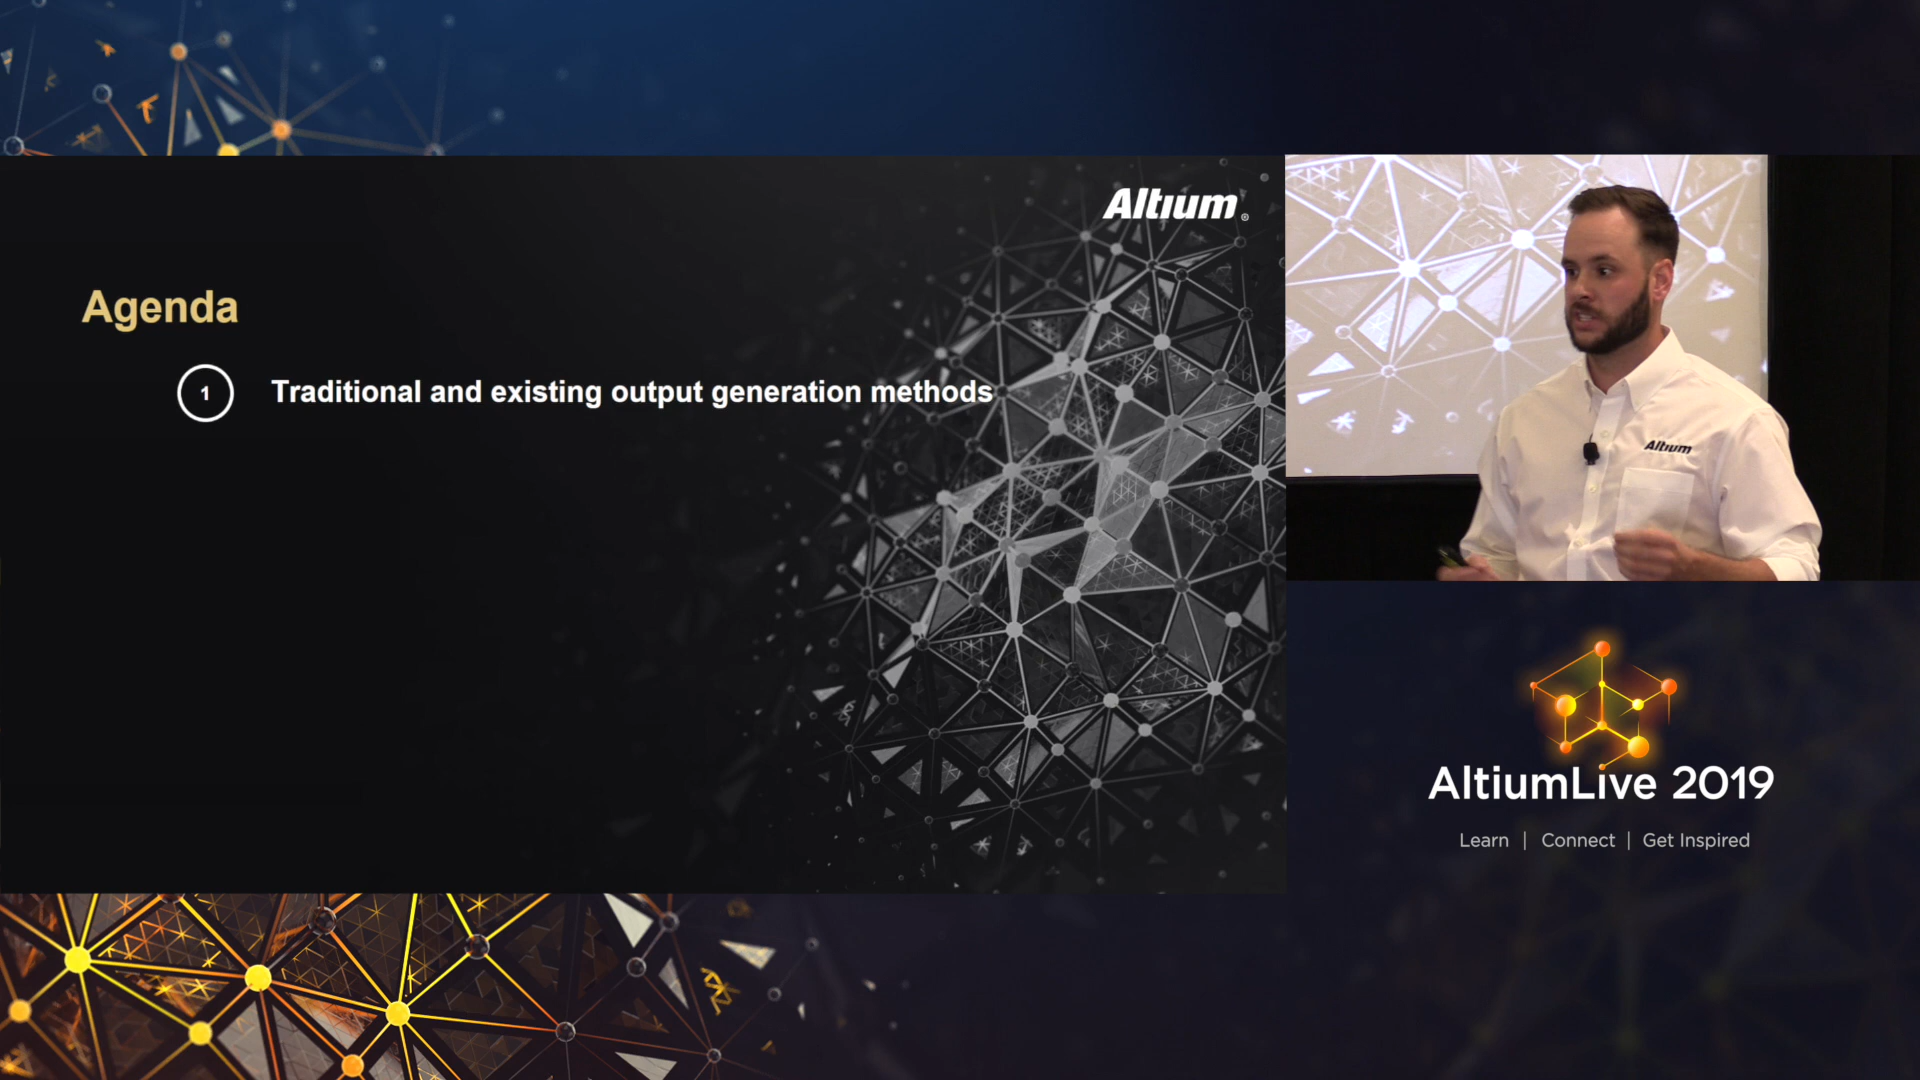 Altium®
Agenda
1 Traditional and existing output generation methods
Altium
AltiumLive 2019
Learn | Connect | Get Inspired